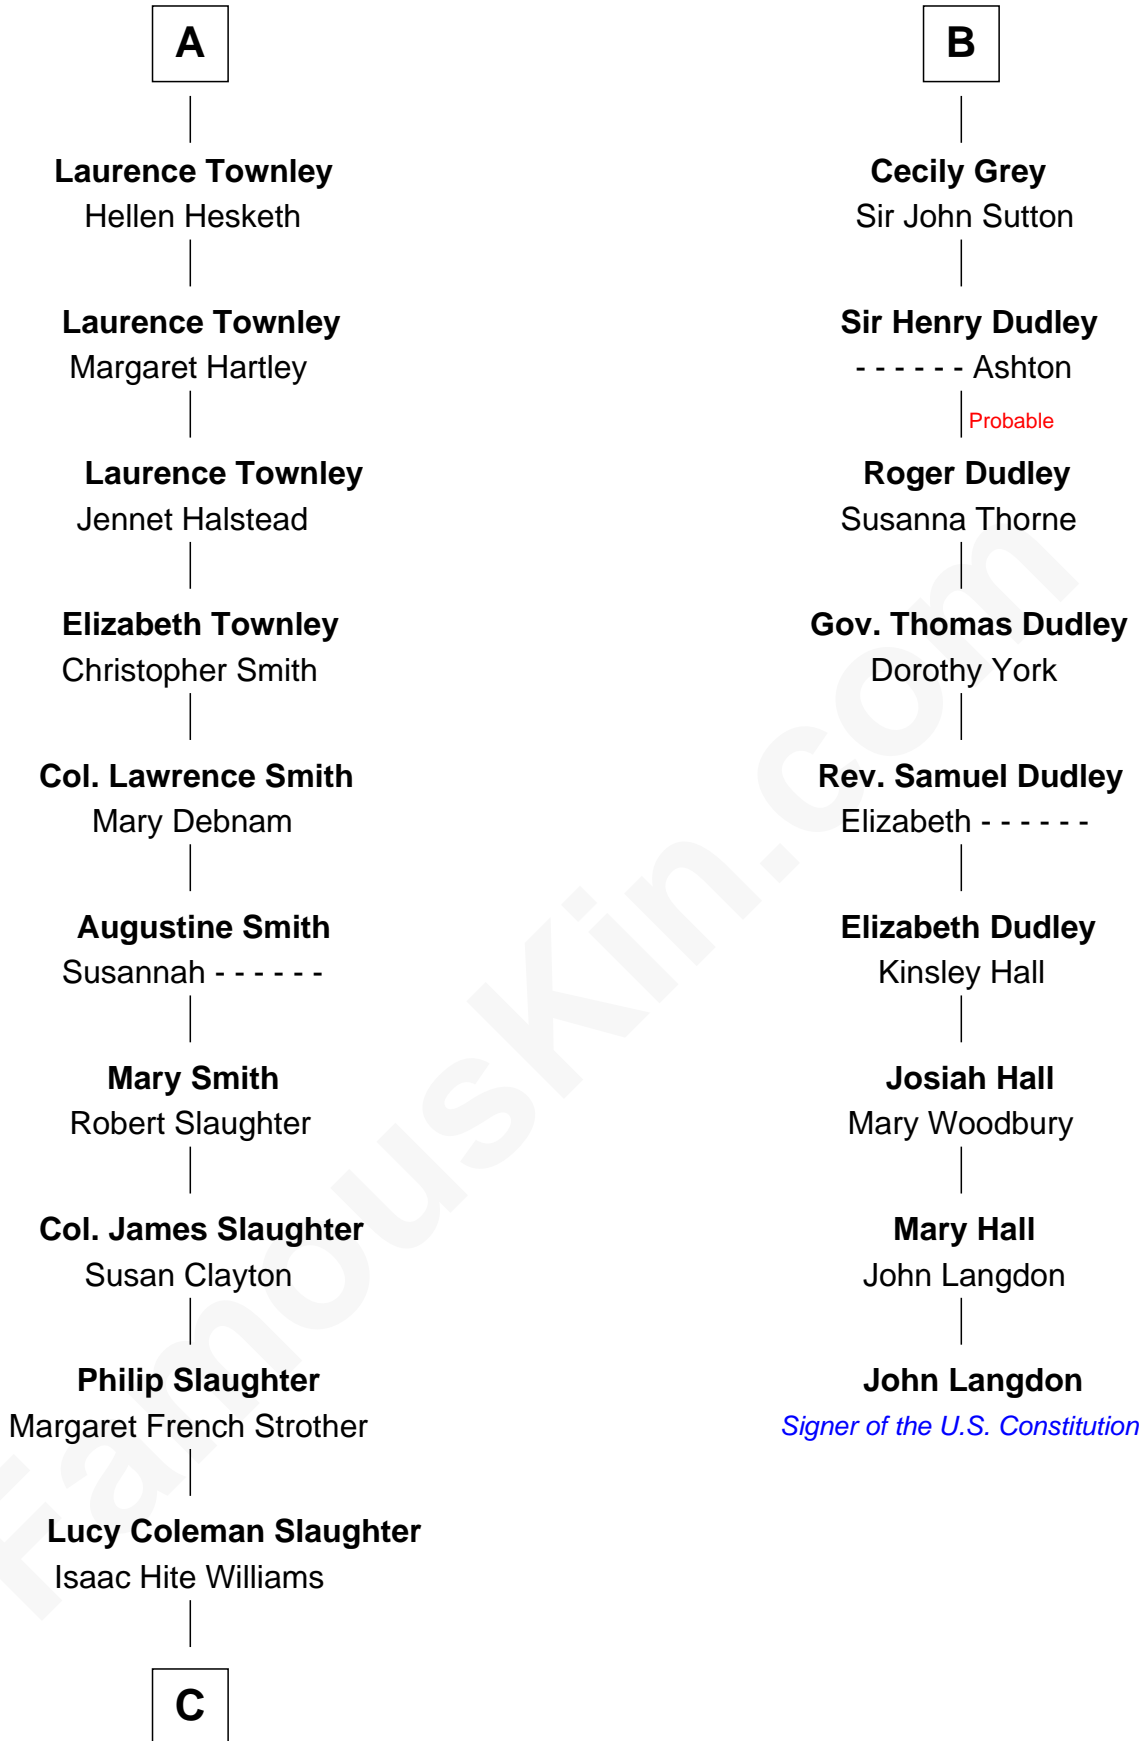 A
Laurence Townley
Hellen Hesketh
Laurence Townley
Margaret Hartley
Laurence Townley
Jennet Halstead
Elizabeth Townley
Christopher Smith
Col. Lawrence Smith
Mary Debnam
Augustine Smith
Susannah - - - - - -
Mary Smith
Robert Slaughter
Col. James Slaughter
Susan Clayton
Philip Slaughter
Margaret French Strother
Lucy Coleman Slaughter
Isaac Hite Williams
C
B
Cecily Grey
Sir John Sutton
Sir Henry Dudley
- - - - - - Ashton
Probable
Roger Dudley
Susanna Thorne
Gov. Thomas Dudley
Dorothy York
Rev. Samuel Dudley
Elizabeth - - - - - -
Elizabeth Dudley
Kinsley Hall
Josiah Hall
Mary Woodbury
Mary Hall
John Langdon
John Langdon
Signer of the U.S. Constitution
FamousKin.com